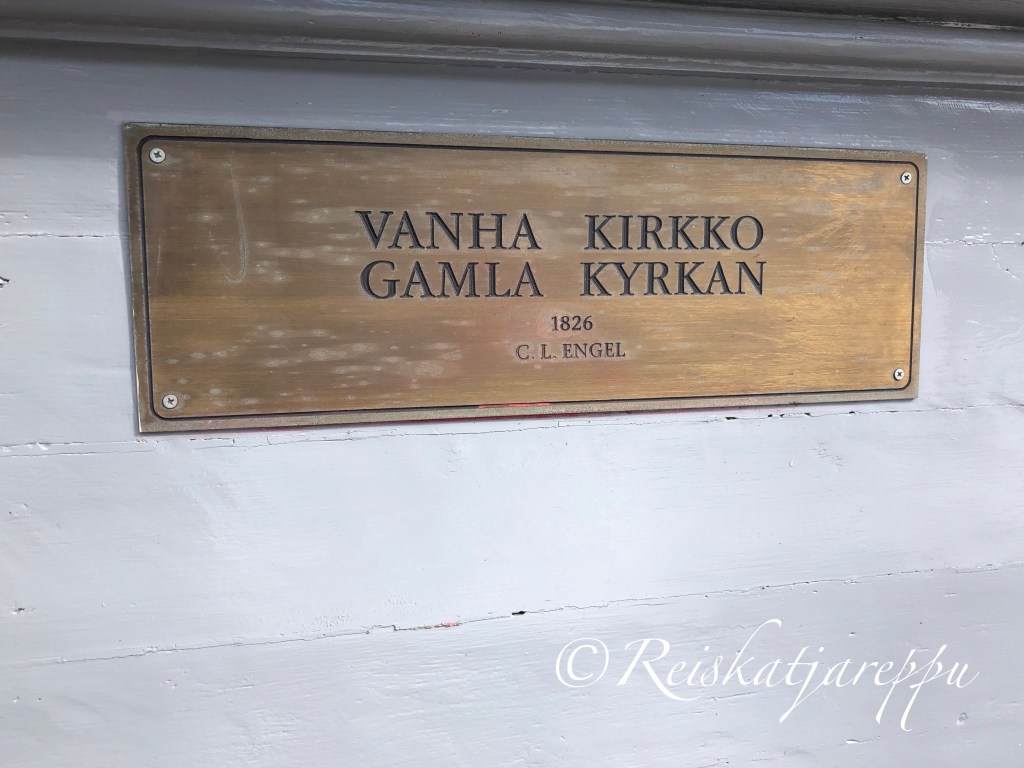 VANHA KIRKKO
GAMLA KYRKAN
1826
C. L. ENGEL
©Reiskatjareppu